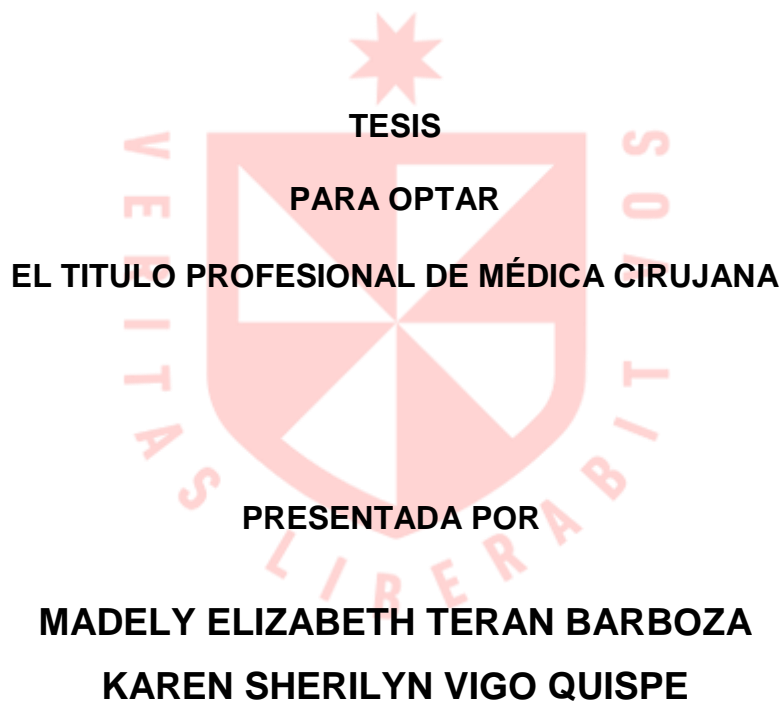 TESIS
PARA OPTAR
EL TITULO PROFESIONAL DE MÉDICA CIRUJANA
VERITAS LIBERABIT VOS
PRESENTADA POR
MADELY ELIZABETH TERAN BARBOZA
KAREN SHERILYN VIGO QUISPE